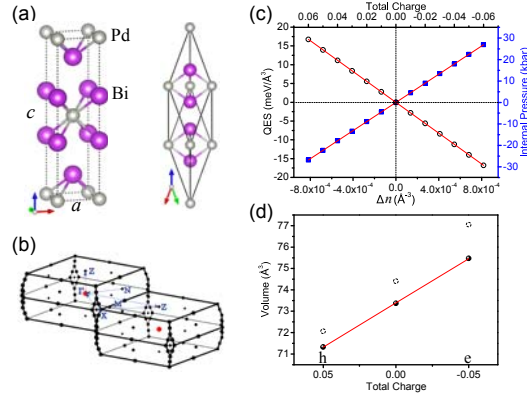 (a)
Pd
Bi
c
a
(b)
Z
Γ
N
M
X
Z
(c)
Total Charge
0.06 0.04 0.02 0.00 -0.02 -0.04 -0.06
QES (meV/Å³)
20
15
10
5
0
-5
-10
-15
-20
Internal Pressure (kbar)
30
20
10
0
-10
-20
-30
-8.0x10⁻⁴ -4.0x10⁻⁴ 0.0 4.0x10⁻⁴ 8.0x10⁻⁴
Δn (Å⁻³)
(d)
Volume (Å³)
77
76
75
74
73
72
71
h
e
0.05 0.00 -0.05
Total Charge